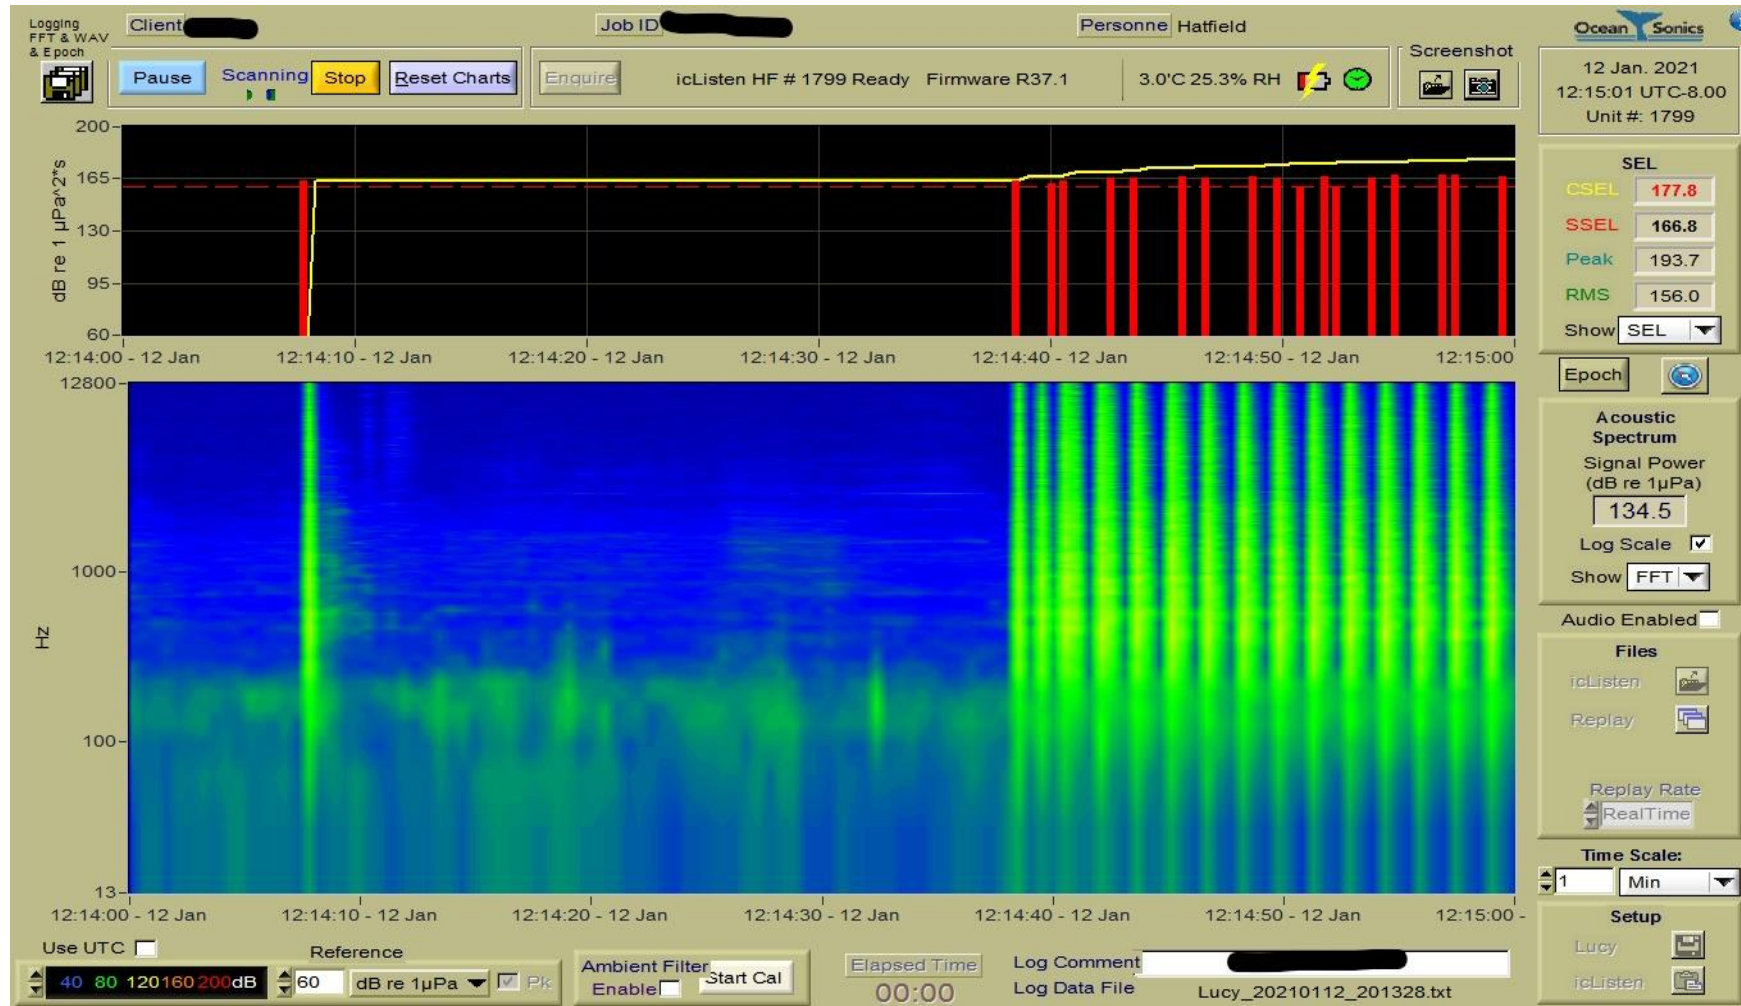 Logging
FFT & WAV
& Epoch
Client
Job ID
Personne Hatfield
Ocean Sonics
Pause Scanning Stop Reset Charts
Enquire icListen HF # 1799 Ready Firmware R37.1 3.0'C 25.3% RH
Screenshot
12 Jan. 2021
12:15:01 UTC-8.00
Unit #: 1799
dB re 1 µPa^2*s
200
165
130
95
60
12:14:00 - 12 Jan 12:14:10 - 12 Jan 12:14:20 - 12 Jan 12:14:30 - 12 Jan 12:14:40 - 12 Jan 12:14:50 - 12 Jan 12:15:00
SEL
CSEL 177.8
SSEL 166.8
Peak 193.7
RMS 156.0
Show SEL
Epoch
Hz
12800
1000
100
13
12:14:00 - 12 Jan 12:14:10 - 12 Jan 12:14:20 - 12 Jan 12:14:30 - 12 Jan 12:14:40 - 12 Jan 12:14:50 - 12 Jan 12:15:00 -
Acoustic
Spectrum
Signal Power
(dB re 1µPa)
134.5
Log Scale
Show FFT
Audio Enabled
Files
icListen
Replay
Replay Rate
RealTime
Time Scale:
1 Min
Setup
Lucy
icListen
Use UTC
Reference
40 80 120 160 200 dB
60 dB re 1µPa Pk
Ambient Filter
Enable Start Cal
Elapsed Time
00:00
Log Comment
Log Data File Lucy_20210112_201328.txt